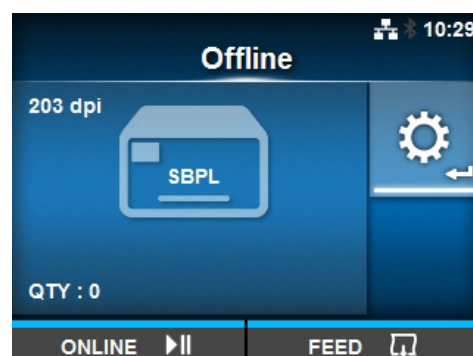 10:29
Offline
203 dpi
SBPL
QTY : 0
ONLINE FEED